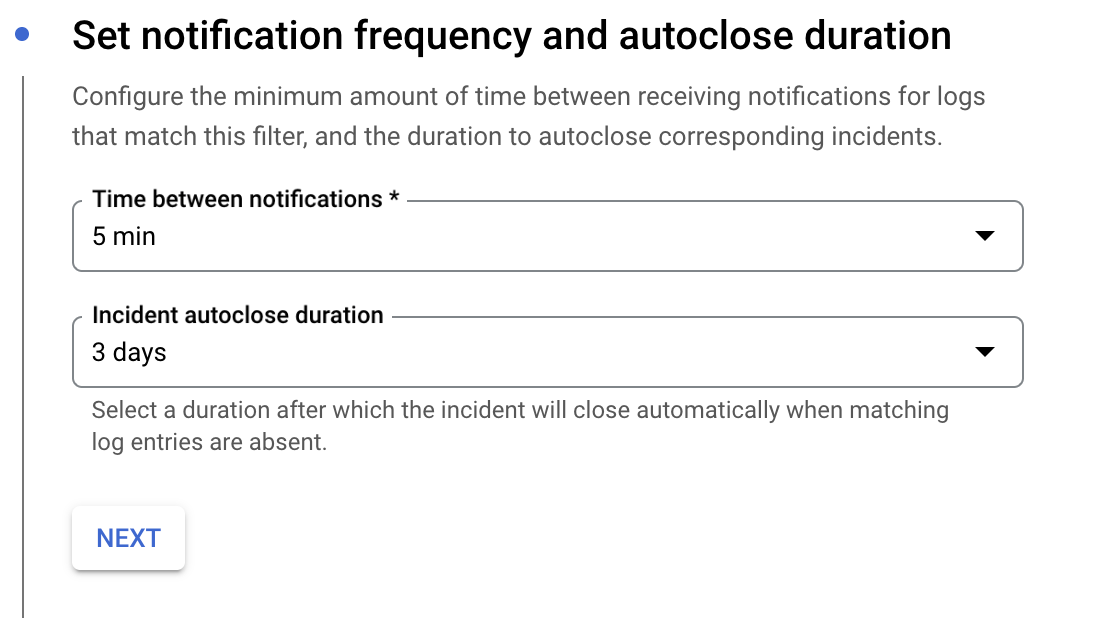 Set notification frequency and autoclose duration
Configure the minimum amount of time between receiving notifications for logs
that match this filter, and the duration to autoclose corresponding incidents.
Time between notifications *
5 min
Incident autoclose duration
3 days
Select a duration after which the incident will close automatically when matching
log entries are absent.
NEXT